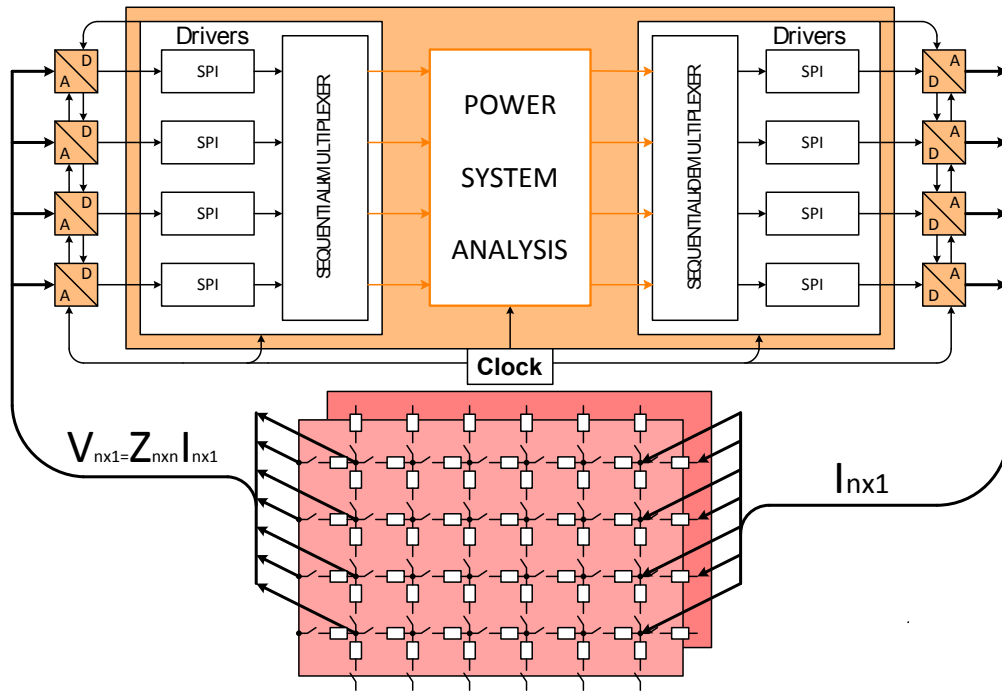 Drivers
Drivers
D
A
SPI
SPI
A
D
D
A
SPI
SPI
A
D
D
A
SPI
SPI
A
D
D
A
SPI
SPI
A
D
SEQUENTIAL MULTIPLEXER
POWER
SYSTEM
ANALYSIS
SEQUENTIAL DEMULTIPLEXER
Clock
Vnx1=ZnxnInx1
Inx1